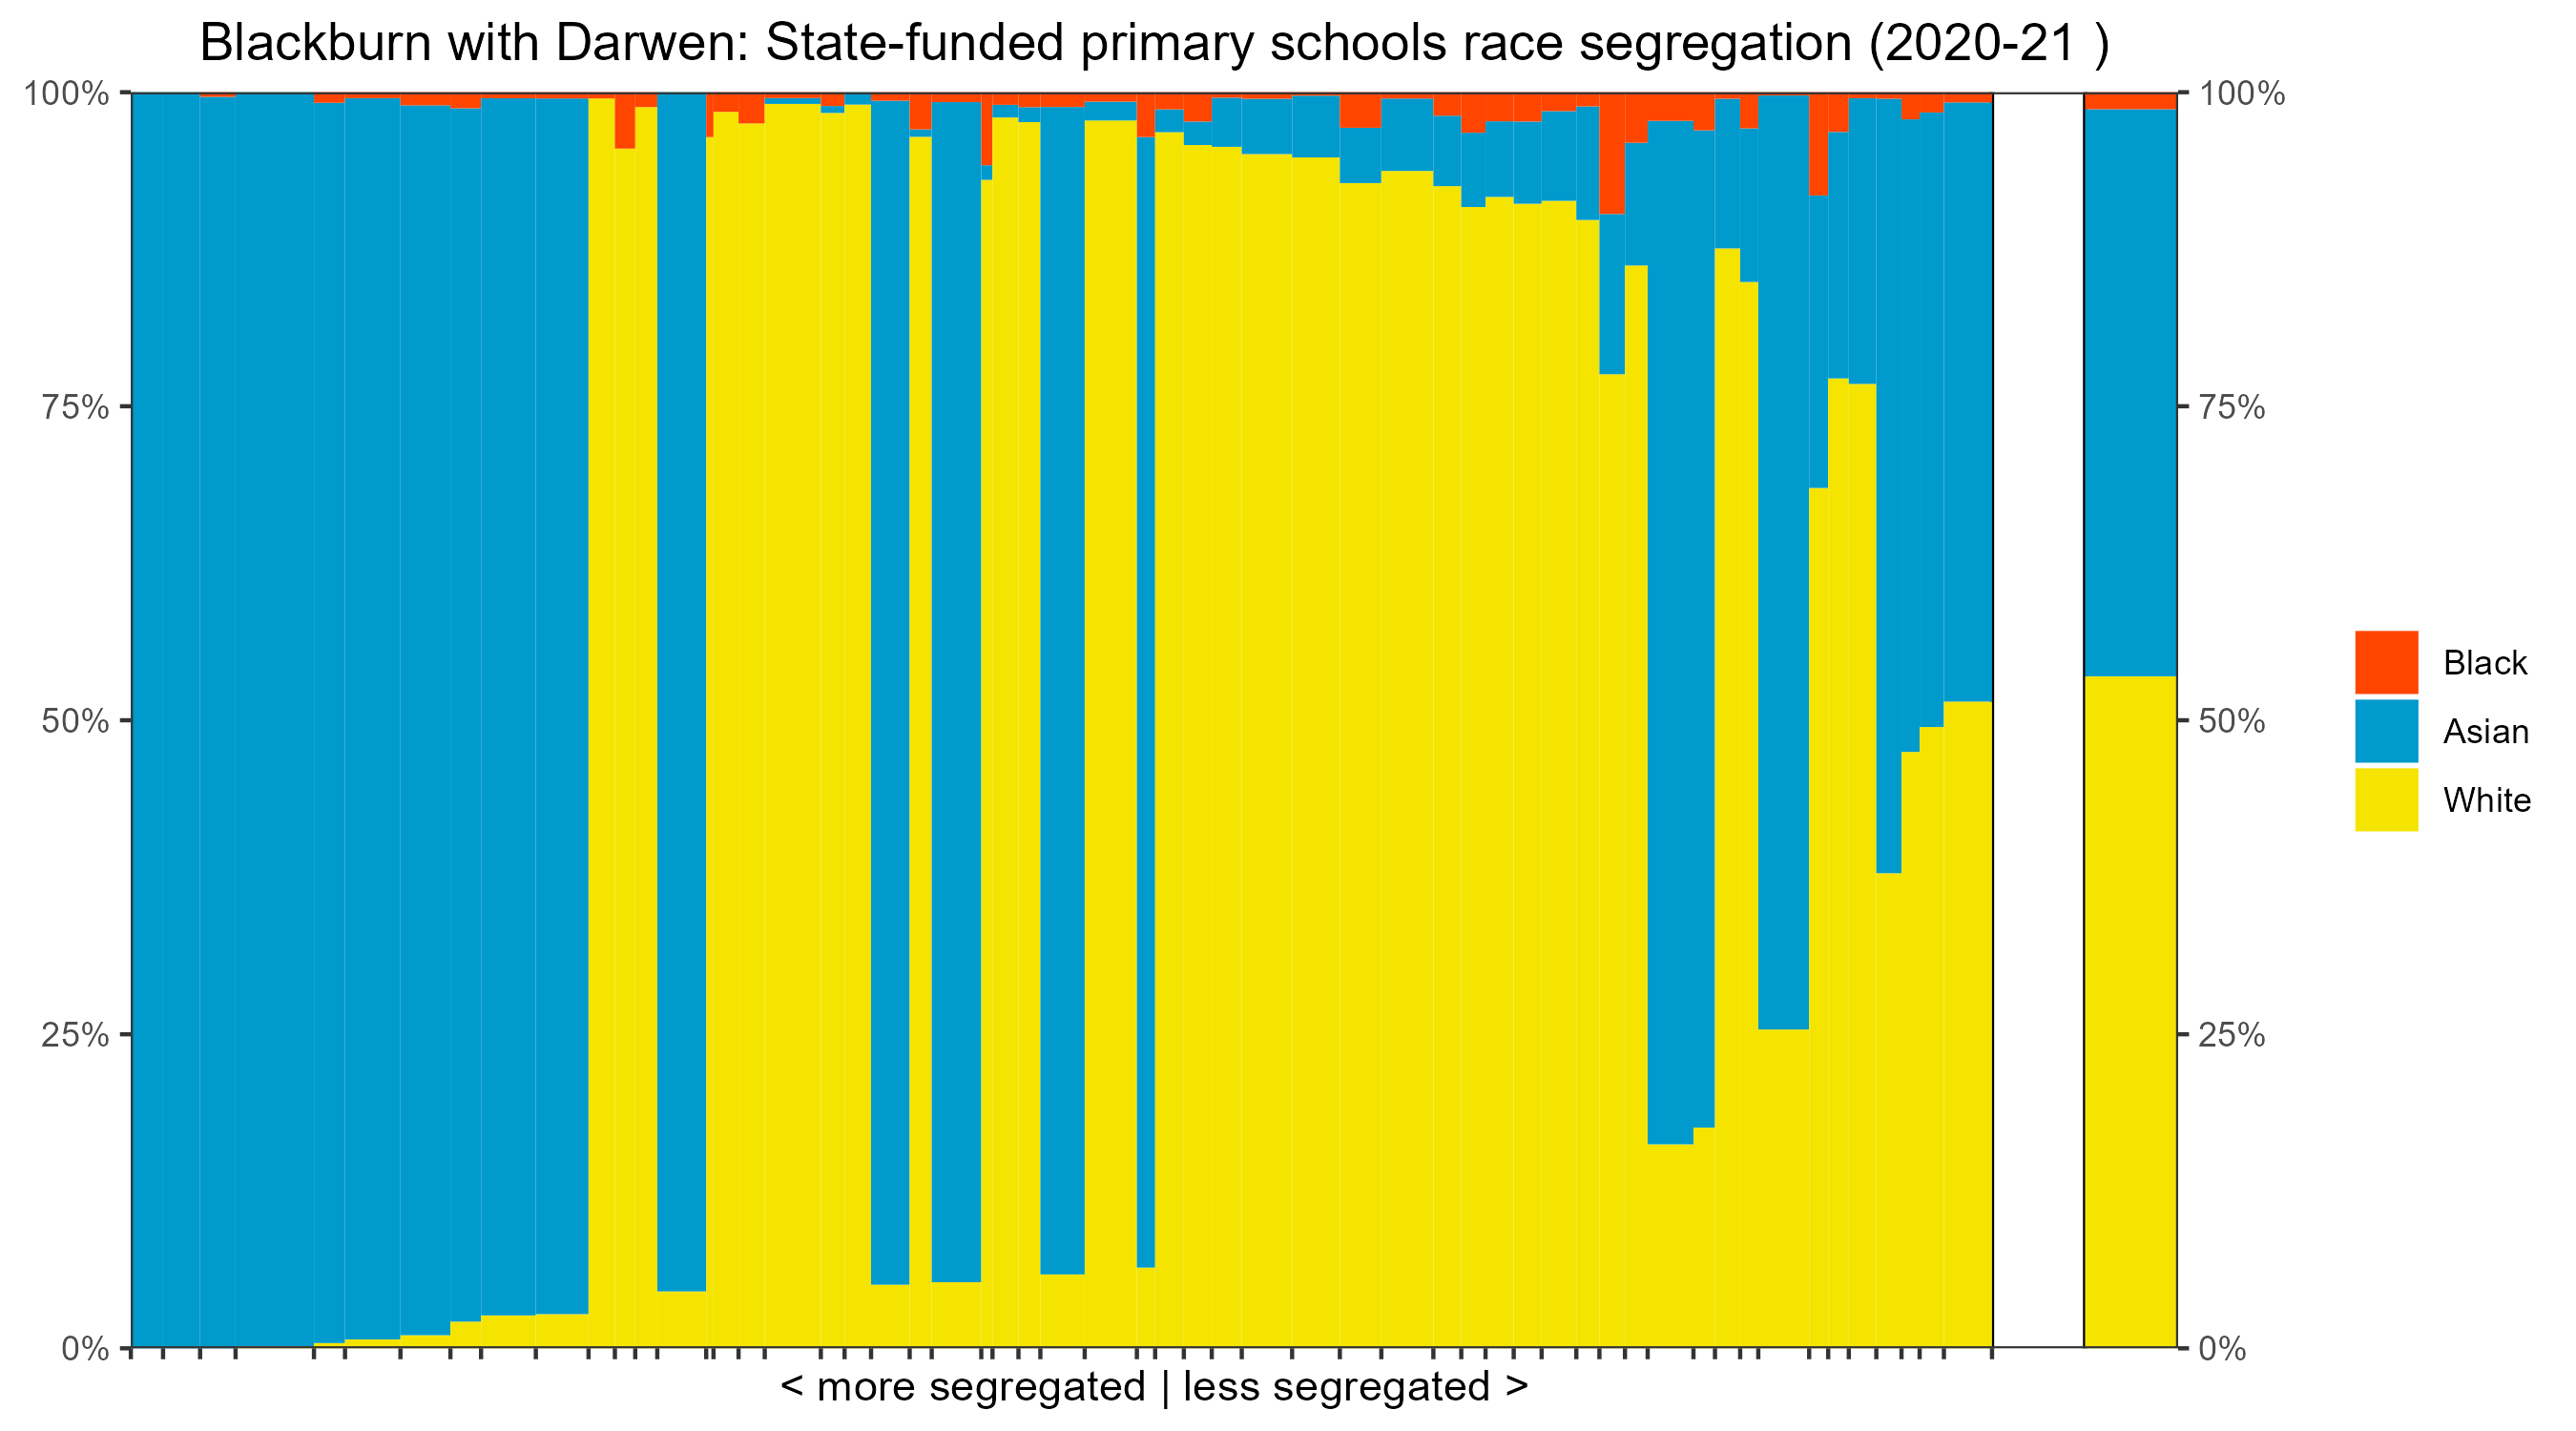 Blackburn with Darwen: State-funded primary schools race segregation (2020-21 )
100%
75%
50%
25%
0%
100%
75%
50%
25%
0%
Black
Asian
White
< more segregated | less segregated >